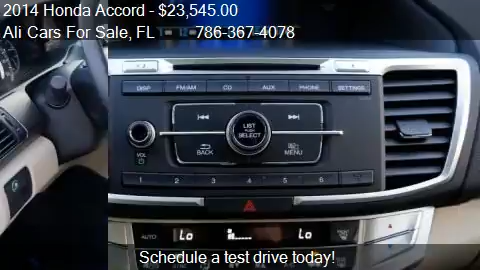 2014 Honda Accord - $23,545.00
Ali Cars For Sale, FL 786-367-4078
DISP FM/AM CD AUX PHONE SETTINGS
LIST
PUSH
SELECT
VOL
BACK
MENU
1 2 3 4 5 6
AUTO Lo Lo
Schedule a test drive today!